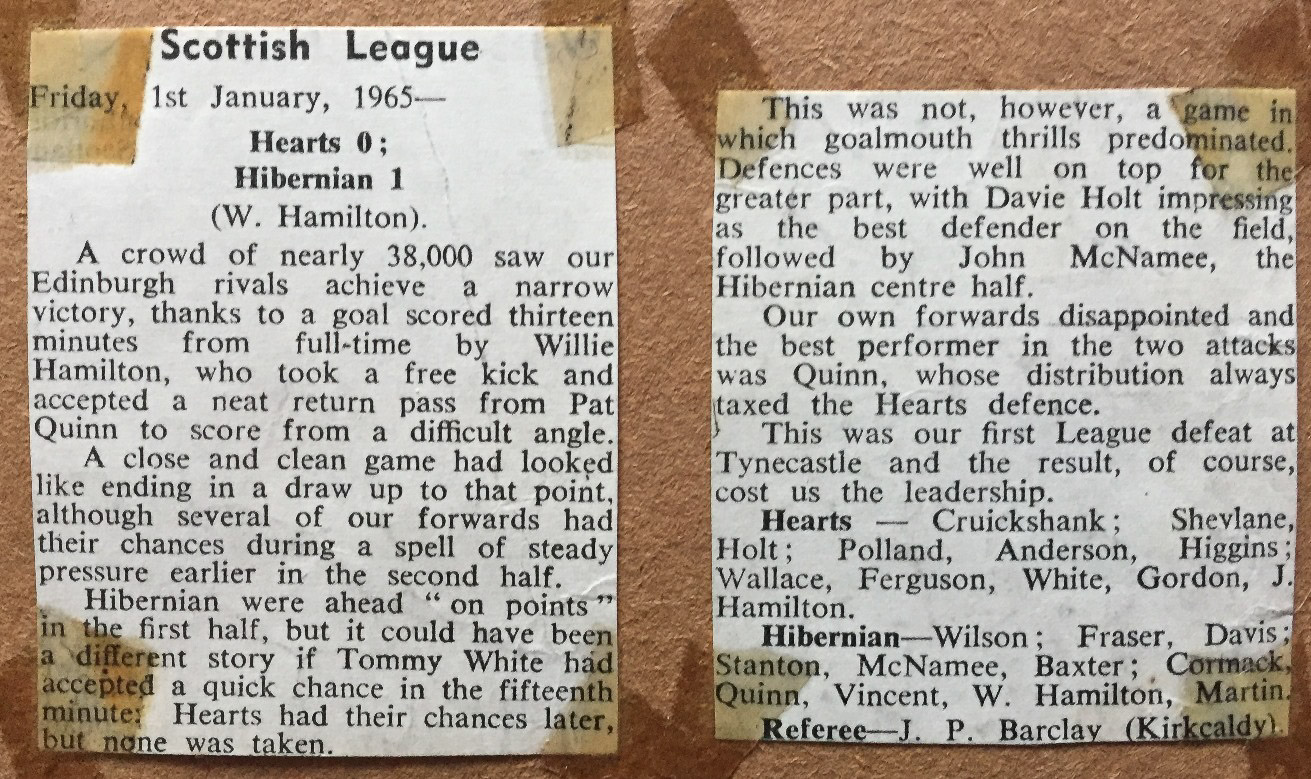 Scottish League
Friday, 1st January, 1965—
Hearts 0;
Hibernian 1
(W. Hamilton).
A crowd of nearly 38,000 saw our
Edinburgh rivals achieve a narrow
victory, thanks to a goal scored thirteen
minutes from full-time by Willie
Hamilton, who took a free kick and
accepted a neat return pass from Pat
Quinn to score from a difficult angle.
A close and clean game had looked
like ending in a draw up to that point,
although several of our forwards had
their chances during a spell of steady
pressure earlier in the second half.
Hibernian were ahead "on points"
in the first half, but it could have been
a different story if Tommy White had
accepted a quick chance in the fifteenth
minute; Hearts had their chances later,
but none was taken.
This was not, however, a game in
which goalmouth thrills predominated.
Defences were well on top for the
greater part, with Davie Holt impressing
as the best defender on the field,
followed by John McNamee, the
Hibernian centre half.
Our own forwards disappointed and
the best performer in the two attacks
was Quinn, whose distribution always
taxed the Hearts defence.
This was our first League defeat at
Tynecastle and the result, of course,
cost us the leadership.
Hearts — Cruickshank; Shevlane,
Holt; Polland, Anderson, Higgins;
Wallace, Ferguson, White, Gordon, J.
Hamilton.
Hibernian—Wilson; Fraser, Davis;
Stanton, McNamee, Baxter; Cormack,
Quinn, Vincent, W. Hamilton, Martin.
Referee—J. P. Barclay (Kirkcaldy).